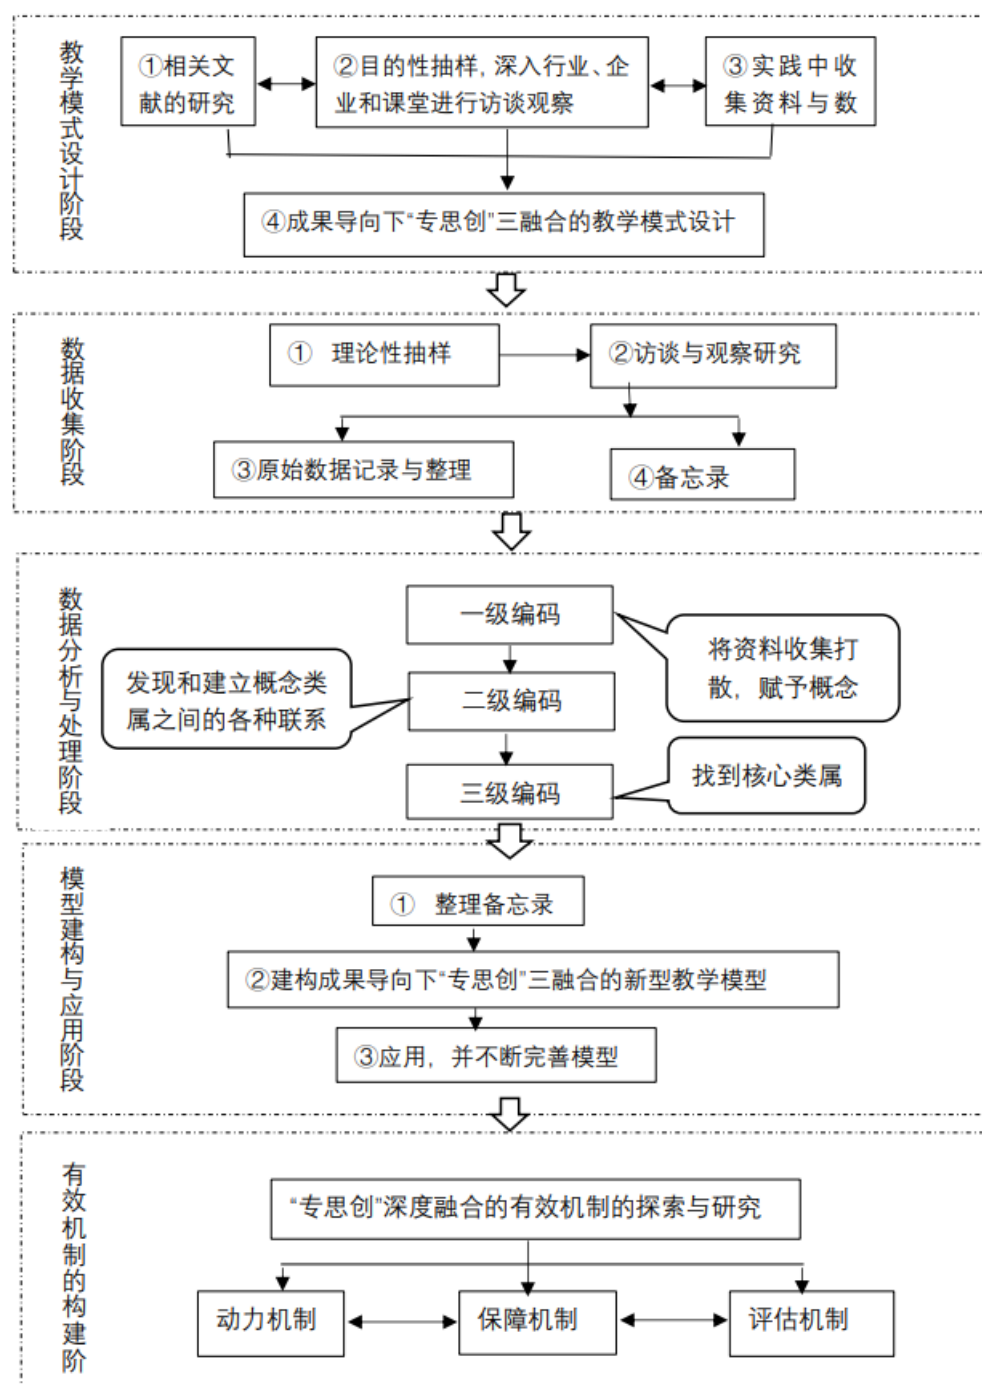 教学模式设计阶段
①相关文
献的研究
②目的性抽样，深入行业、企
业和课堂进行访谈观察
③实践中收
集资料与数
④成果导向下“专思创”三融合的教学模式设计
数据收集阶段
① 理论性抽样
②访谈与观察研究
③原始数据记录与整理
④备忘录
数据分析与处理阶段
一级编码
将资料收集打
散，赋予概念
发现和建立概念类
属之间的各种联系
二级编码
三级编码
找到核心类属
模型建构与应用阶段
① 整理备忘录
②建构成果导向下“专思创”三融合的新型教学模型
③应用，并不断完善模型
有效机制的构建阶
“专思创”深度融合的有效机制的探索与研究
动力机制
保障机制
评估机制